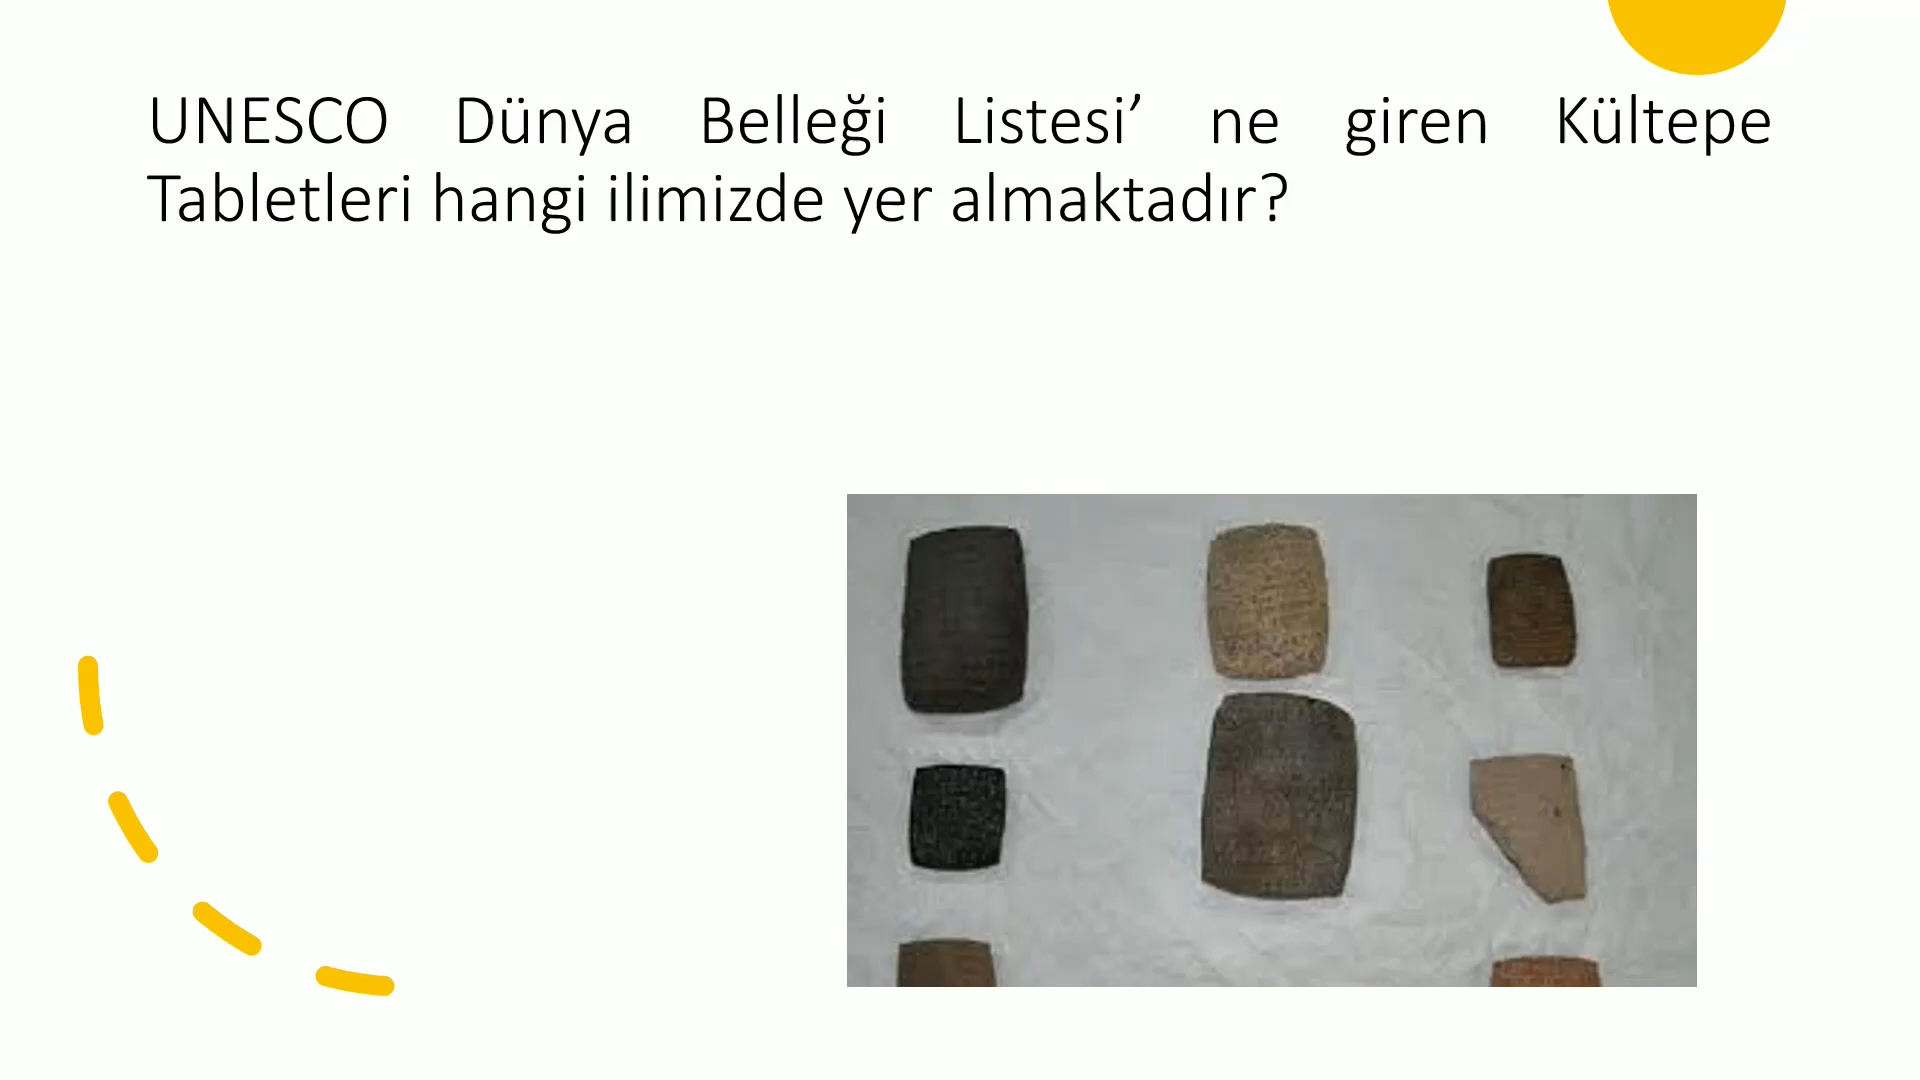 UNESCO Dünya Belleği Listesi’ ne giren Kültepe
Tabletleri hangi ilimizde yer almaktadır?